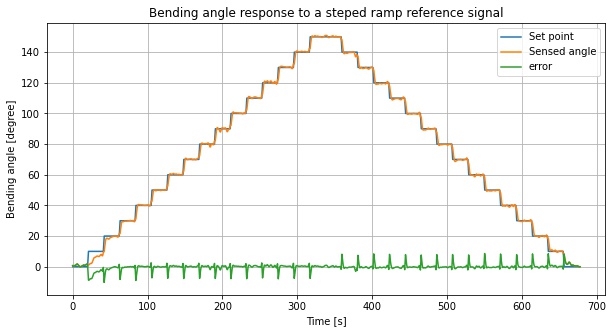 Bending angle response to a steped ramp reference signal
Set point
Sensed angle
error
Bending angle [degree]
140
120
100
80
60
40
20
0
0 100 200 300 400 500 600 700
Time [s]